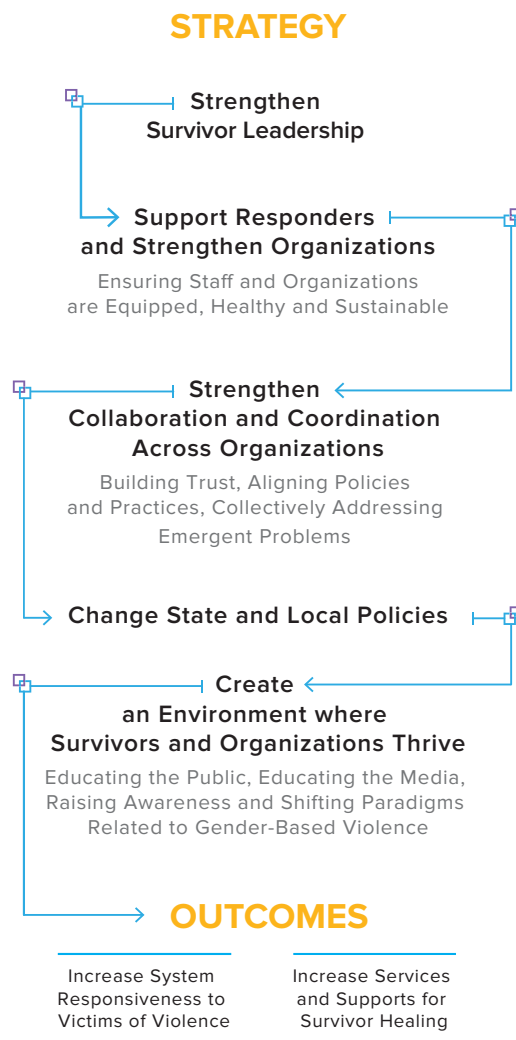 STRATEGY
Strengthen
Survivor Leadership
Support Responders
and Strengthen Organizations
Ensuring Staff and Organizations
are Equipped, Healthy and Sustainable
Strengthen
Collaboration and Coordination
Across Organizations
Building Trust, Aligning Policies
and Practices, Collectively Addressing
Emergent Problems
Change State and Local Policies
Create
an Environment where
Survivors and Organizations Thrive
Educating the Public, Educating the Media,
Raising Awareness and Shifting Paradigms
Related to Gender-Based Violence
OUTCOMES
Increase System
Responsiveness to
Victims of Violence
Increase Services
and Supports for
Survivor Healing